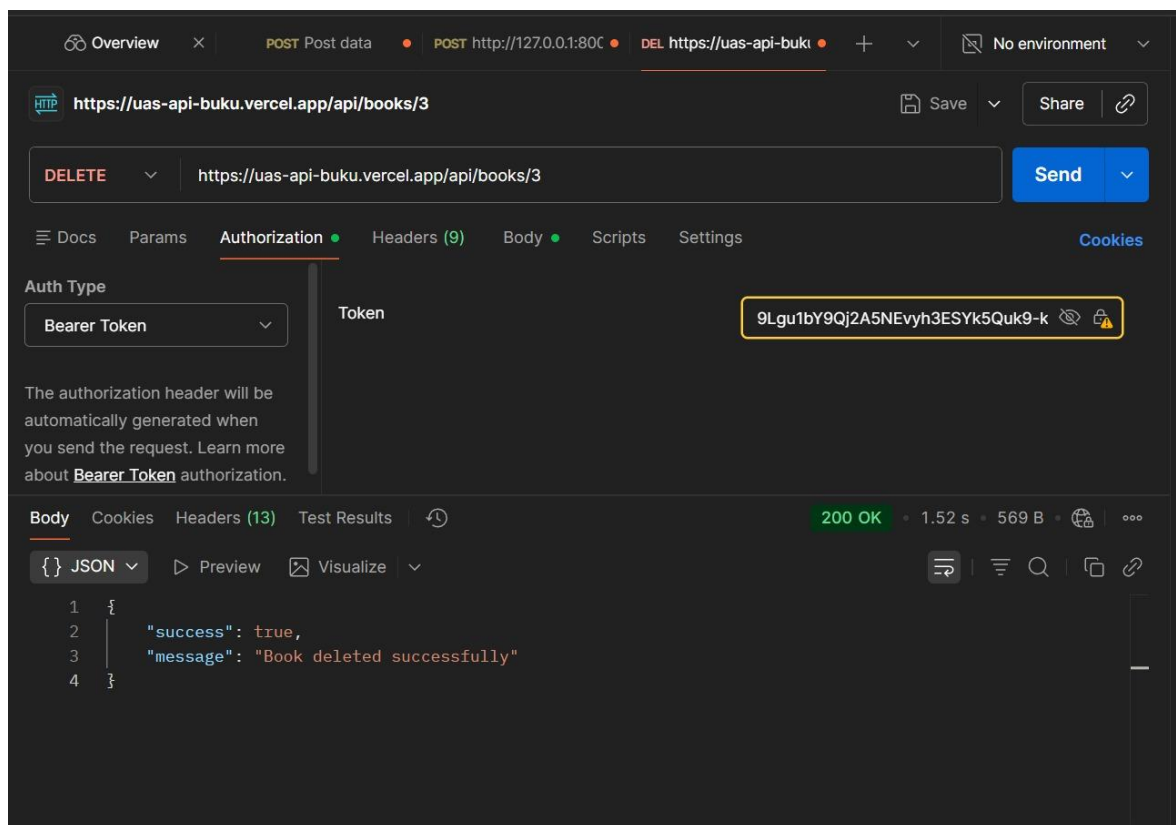 Overview
POST Post data
POST http://127.0.0.1:800
DEL https://uas-api-buku
No environment
HTTP https://uas-api-buku.vercel.app/api/books/3
Save
Share
DELETE
https://uas-api-buku.vercel.app/api/books/3
Send
Docs Params Authorization Headers (9) Body Scripts Settings
Cookies
Auth Type
Bearer Token
Token
9Lgu1bY9Qj2A5NEvyh3ESYk5Quk9-k
The authorization header will be
automatically generated when
you send the request. Learn more
about Bearer Token authorization.
Body Cookies Headers (13) Test Results
200 OK 1.52 s 569 B
{} JSON Preview Visualize
1 {
2 "success": true,
3 "message": "Book deleted successfully"
4 }